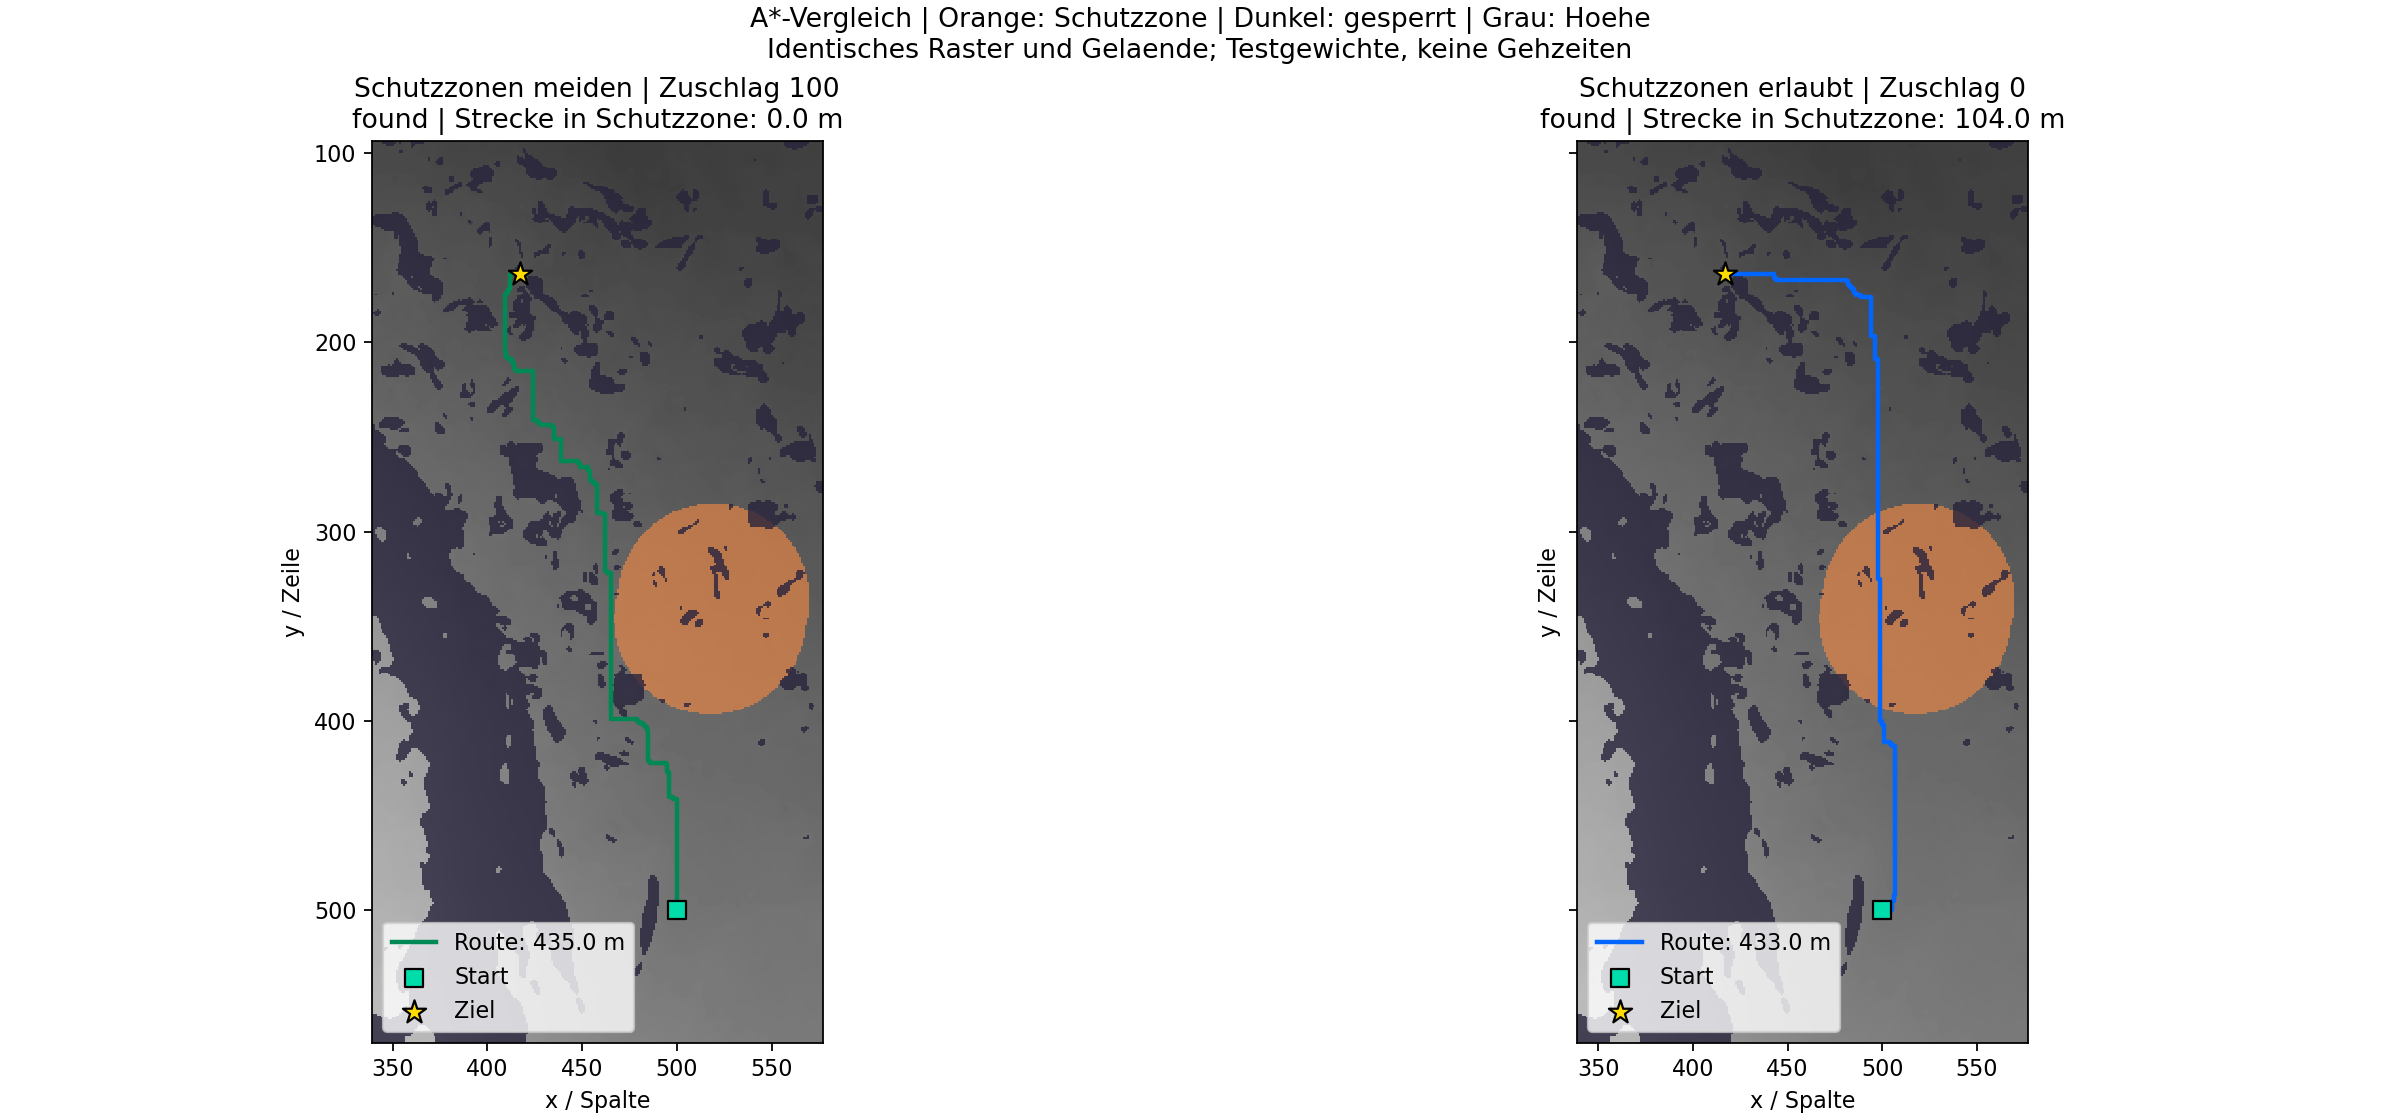 A*-Vergleich | Orange: Schutzzone | Dunkel: gesperrt | Grau: Hoehe
Identisches Raster und Gelaende; Testgewichte, keine Gehzeiten
Schutzzonen meiden | Zuschlag 100
found | Strecke in Schutzzone: 0.0 m
100
200
300
400
500
y / Zeile
Route: 435.0 m
Start
Ziel
350
400
450
500
550
x / Spalte
Schutzzonen erlaubt | Zuschlag 0
found | Strecke in Schutzzone: 104.0 m
y / Zeile
Route: 433.0 m
Start
Ziel
350
400
450
500
550
x / Spalte